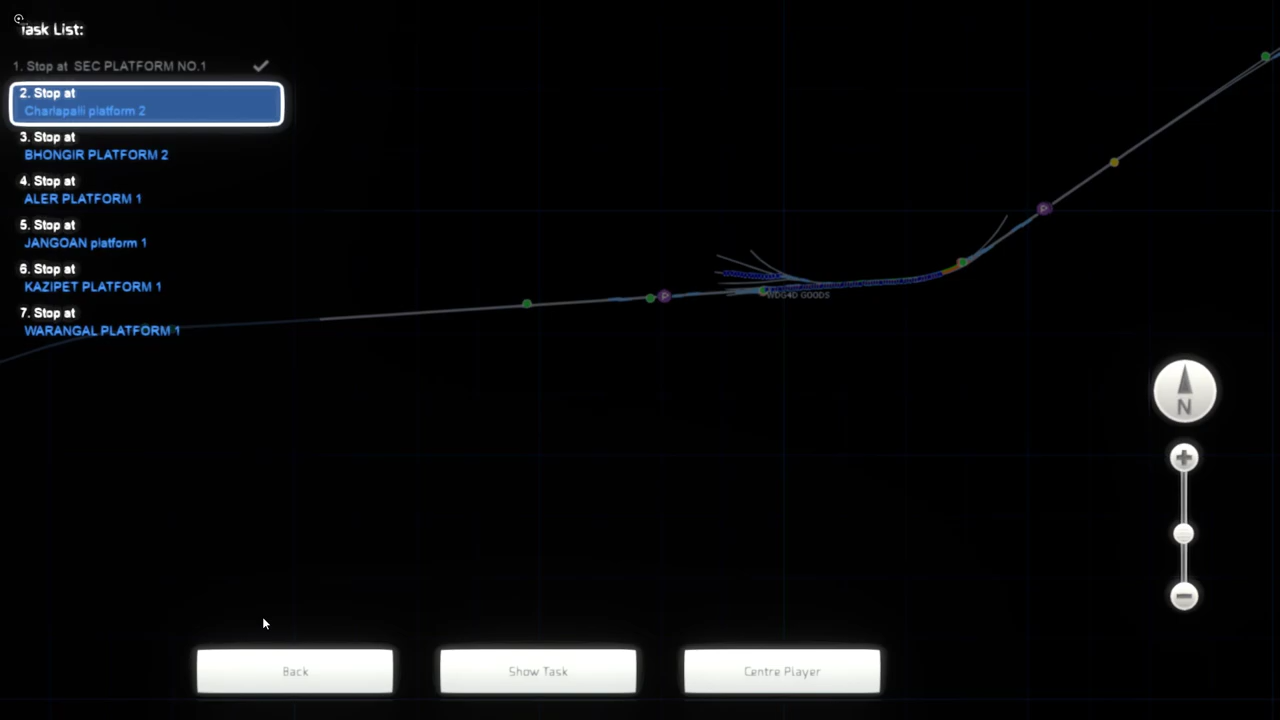 Task List:
1. Stop at SEC PLATFORM NO.1
2. Stop at
Charlapalli platform 2
3. Stop at
BHONGIR PLATFORM 2
4. Stop at
ALER PLATFORM 1
5. Stop at
JANGOAN platform 1
6. Stop at
KAZIPET PLATFORM 1
7. Stop at
WARANGAL PLATFORM 1
WDG4D GOODS
P
P
N
Back
Show Task
Centre Player